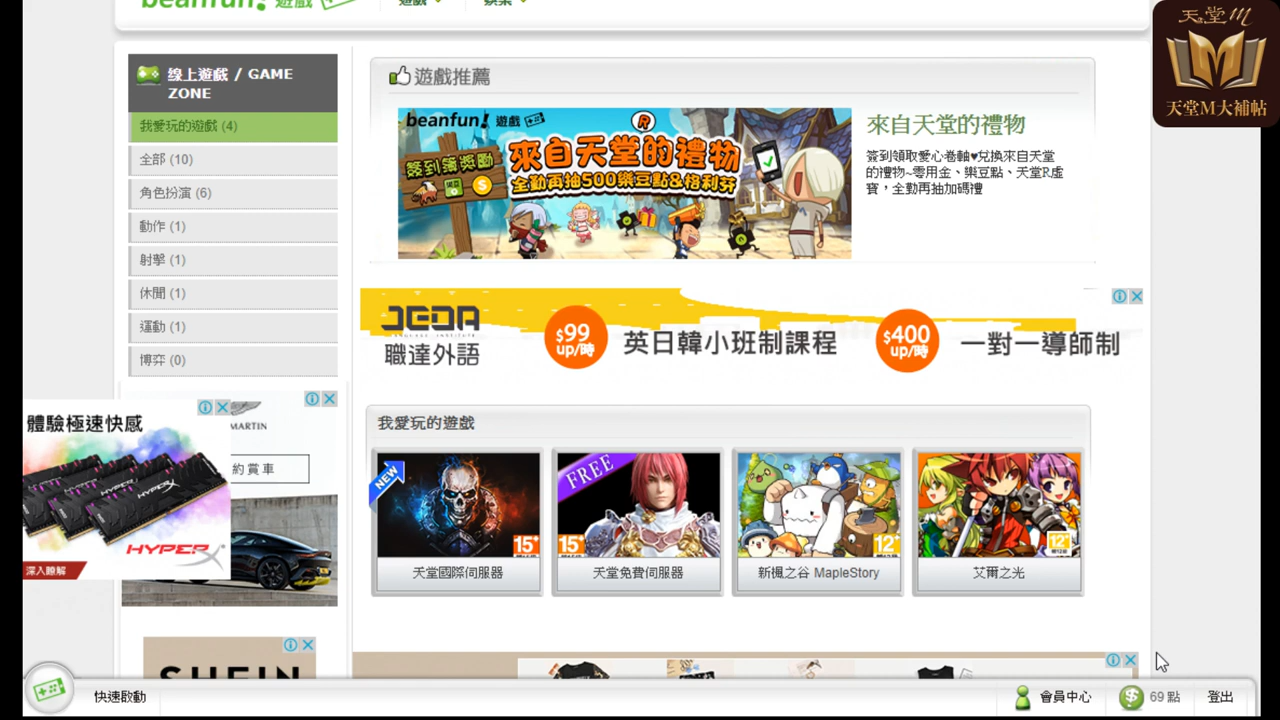 beanfun! 遊戲
遊戲
娛樂
天堂M
M
天堂M大補帖
線上遊戲 / GAME
ZONE
我愛玩的遊戲 (4)
全部 (10)
角色扮演 (6)
動作 (1)
射擊 (1)
休閒 (1)
運動 (1)
博弈 (0)
遊戲推薦
beanfun! 遊戲
R
簽到簿獎勵
來自天堂的禮物
全勤再抽500樂豆點&格利芬
來自天堂的禮物
簽到領取愛心卷軸♥兌換來自天堂
的禮物~零用金、樂豆點、天堂R虛
寶，全勤再抽加碼禮
JEDA
職達外語
$99
up/時
英日韓小班制課程
$400
up/時
一對一導師制
MARTIN
約賞車
體驗極速快感
HYPERX
HYPERX
深入瞭解
我愛玩的遊戲
NEW
15+
天堂國際伺服器
FREE
15+
天堂免費伺服器
12+
新楓之谷 MapleStory
12+
艾爾之光
SHEIN
快速啟動
會員中心
69 點
登出